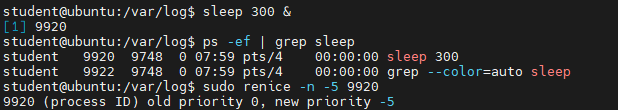 student@ubuntu:/var/log$ sleep 300 &
[1] 9920
student@ubuntu:/var/log$ ps -ef | grep sleep
student    9920    9748  0 07:59 pts/4    00:00:00 sleep 300
student    9922    9748  0 07:59 pts/4    00:00:00 grep --color=auto sleep
student@ubuntu:/var/log$ sudo renice -n -5 9920
9920 (process ID) old priority 0, new priority -5